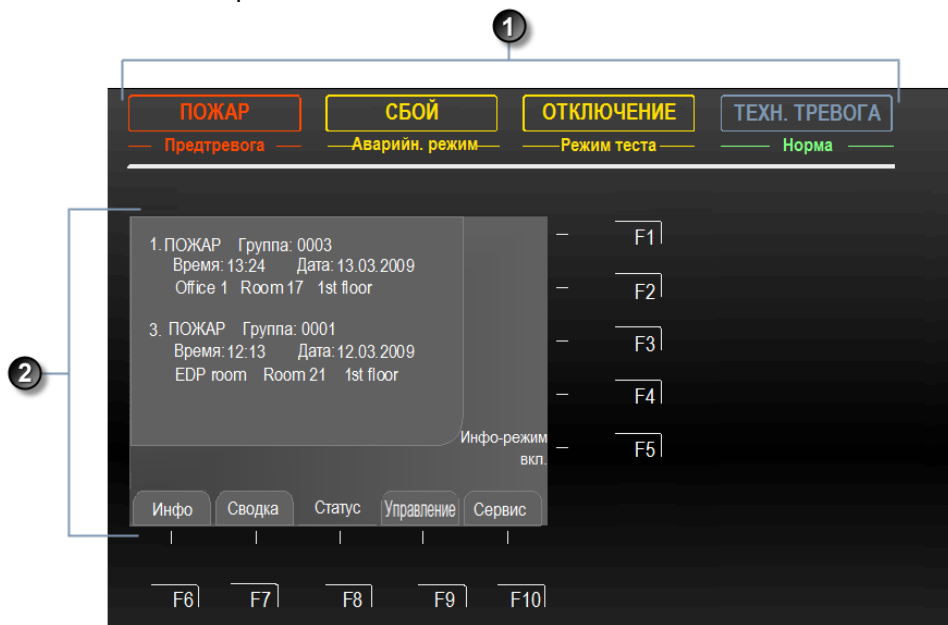 1
ПОЖАР СБОЙ ОТКЛЮЧЕНИЕ ТЕХН. ТРЕВОГА
Предтревога Аварийн. режим Режим теста Норма
2
1. ПОЖАР Группа: 0003
Время: 13:24 Дата: 13.03.2009
Office 1 Room 17 1st floor
3. ПОЖАР Группа: 0001
Время: 12:13 Дата: 12.03.2009
EDP room Room 21 1st floor
Инфо-режим
вкл.
F1
F2
F3
F4
F5
Инфо Сводка Статус Управление Сервис
F6 F7 F8 F9 F10